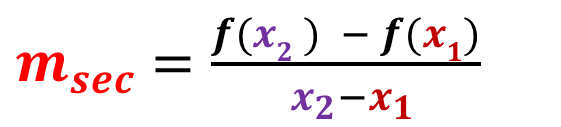 m_sec = (f(x_2) − f(x_1)) / (x_2 − x_1)